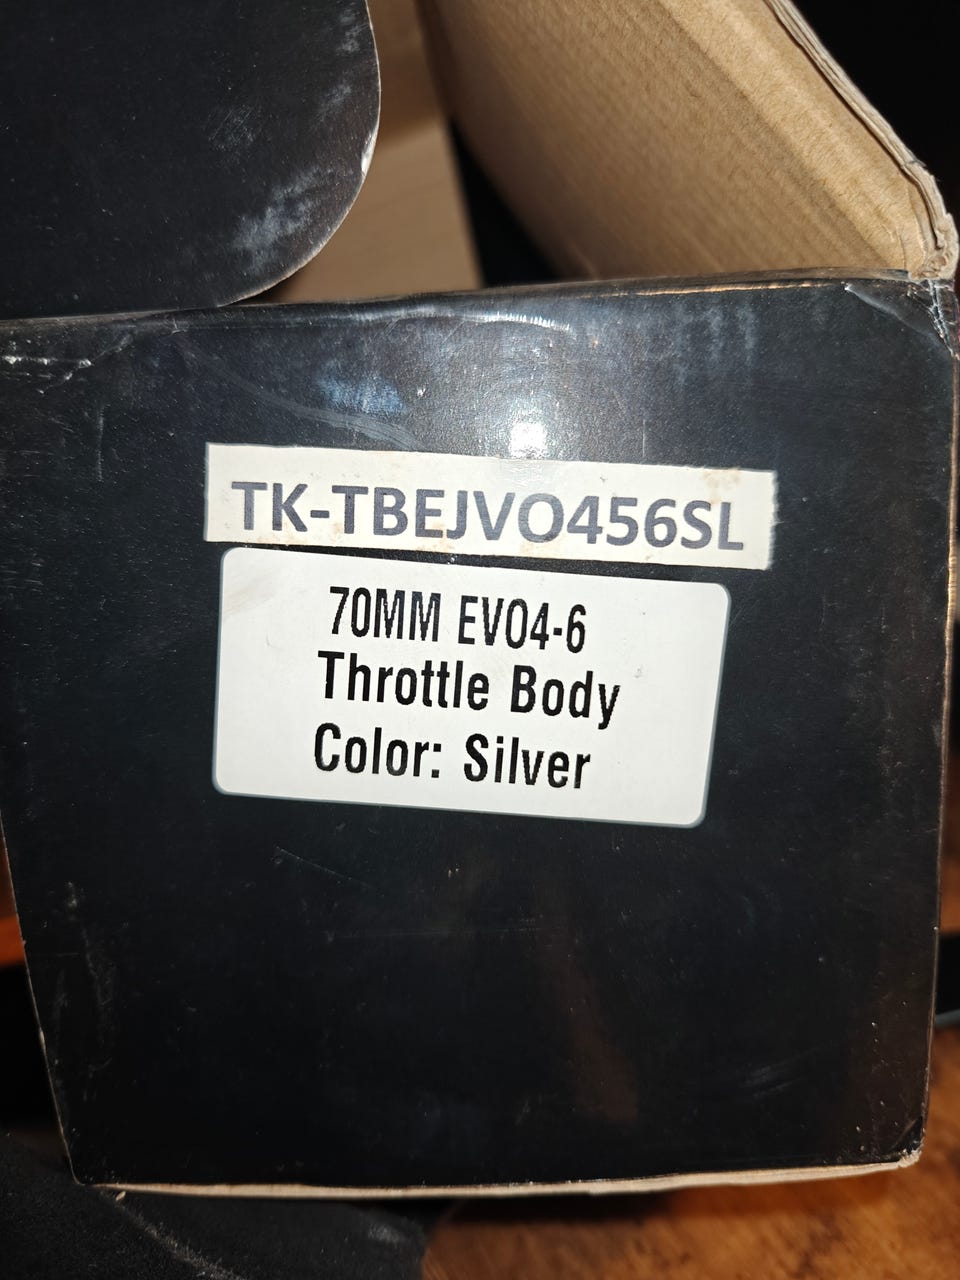 TK-TBEJVO456SL
70MM EVO4-6
Throttle Body
Color: Silver